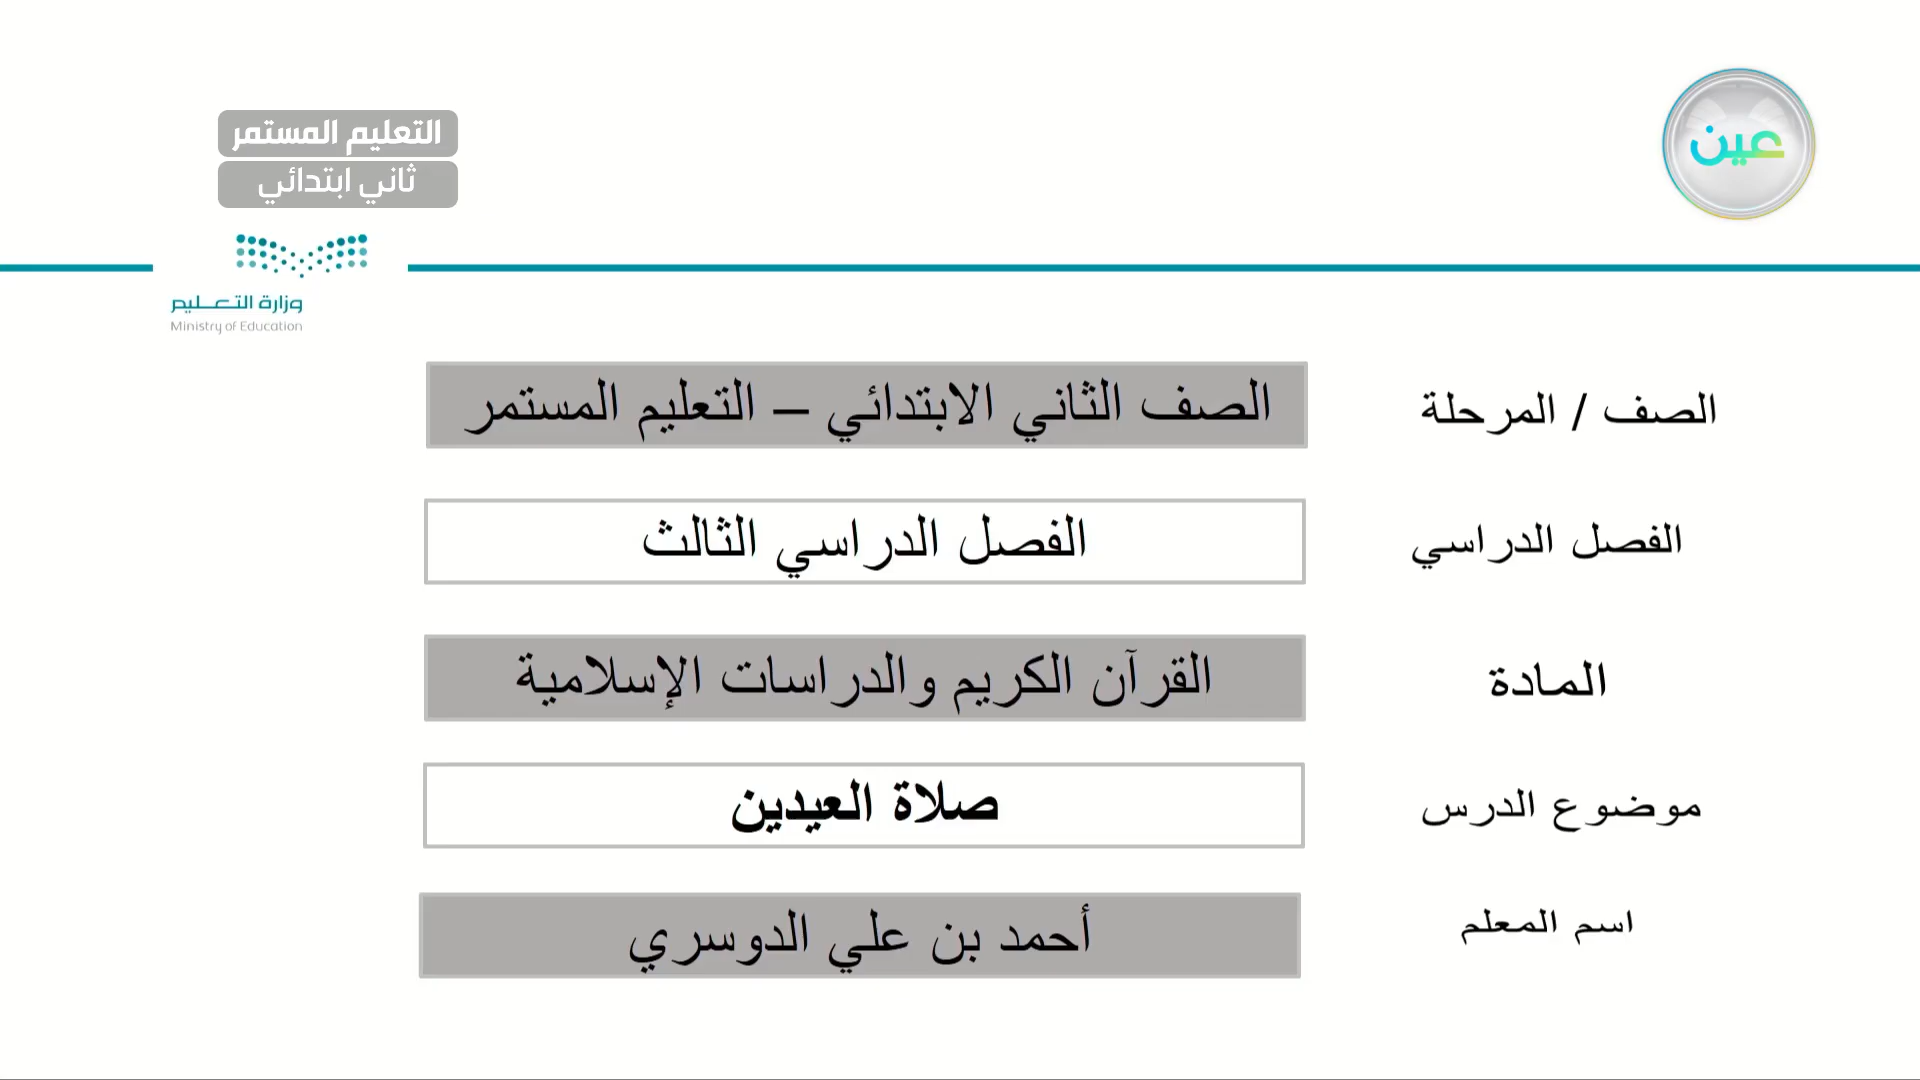 عين
التعليم المستمر
ثاني ابتدائي
وزارة التعـــليم
Ministry of Education
الصف / المرحلة
الصف الثاني الابتدائي – التعليم المستمر
الفصل الدراسي
الفصل الدراسي الثالث
المادة
القرآن الكريم والدراسات الإسلامية
موضوع الدرس
صلاة العيدين
اسم المعلم
أحمد بن علي الدوسري